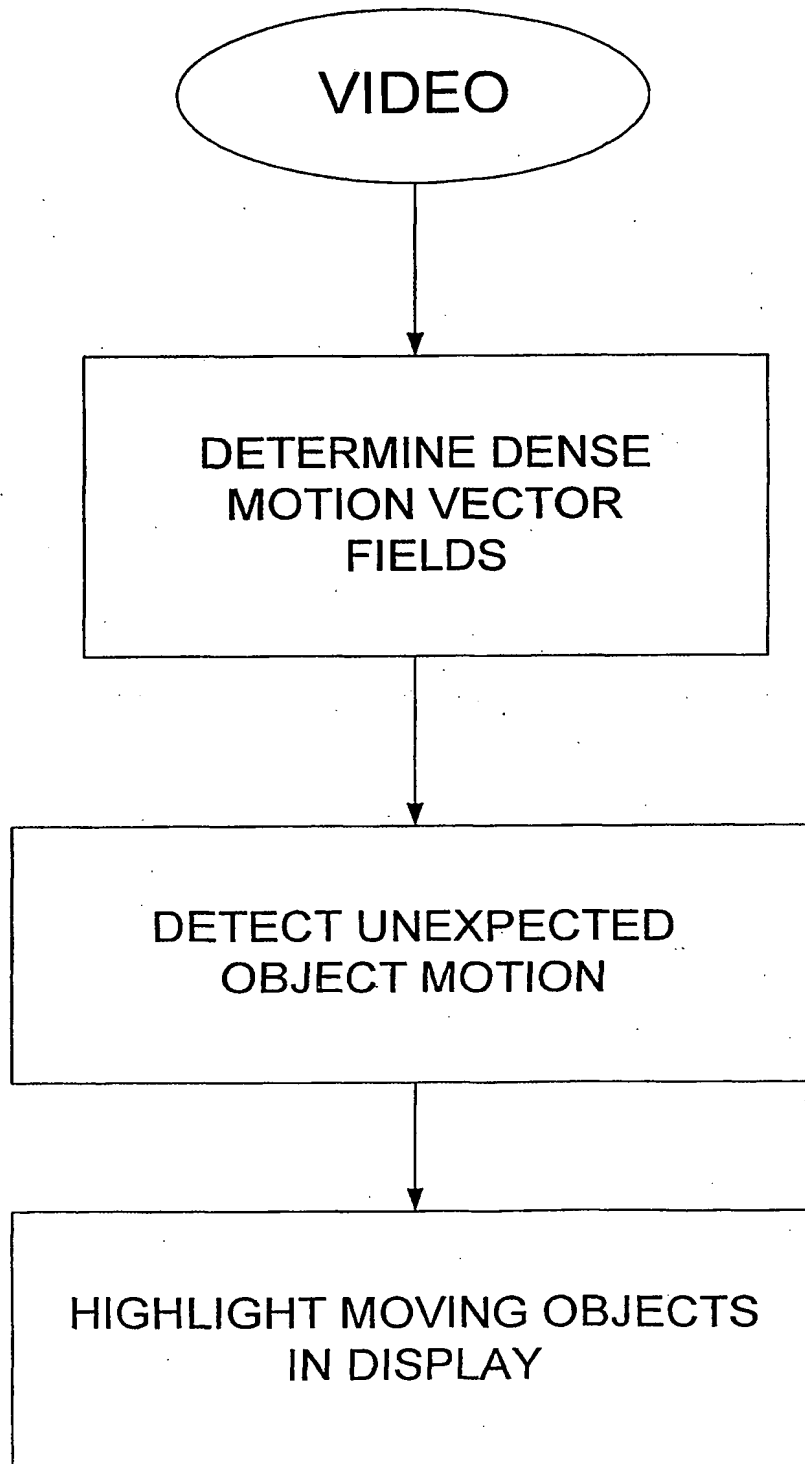 VIDEO
DETERMINE DENSE
MOTION VECTOR
FIELDS
DETECT UNEXPECTED
OBJECT MOTION
HIGHLIGHT MOVING OBJECTS
IN DISPLAY